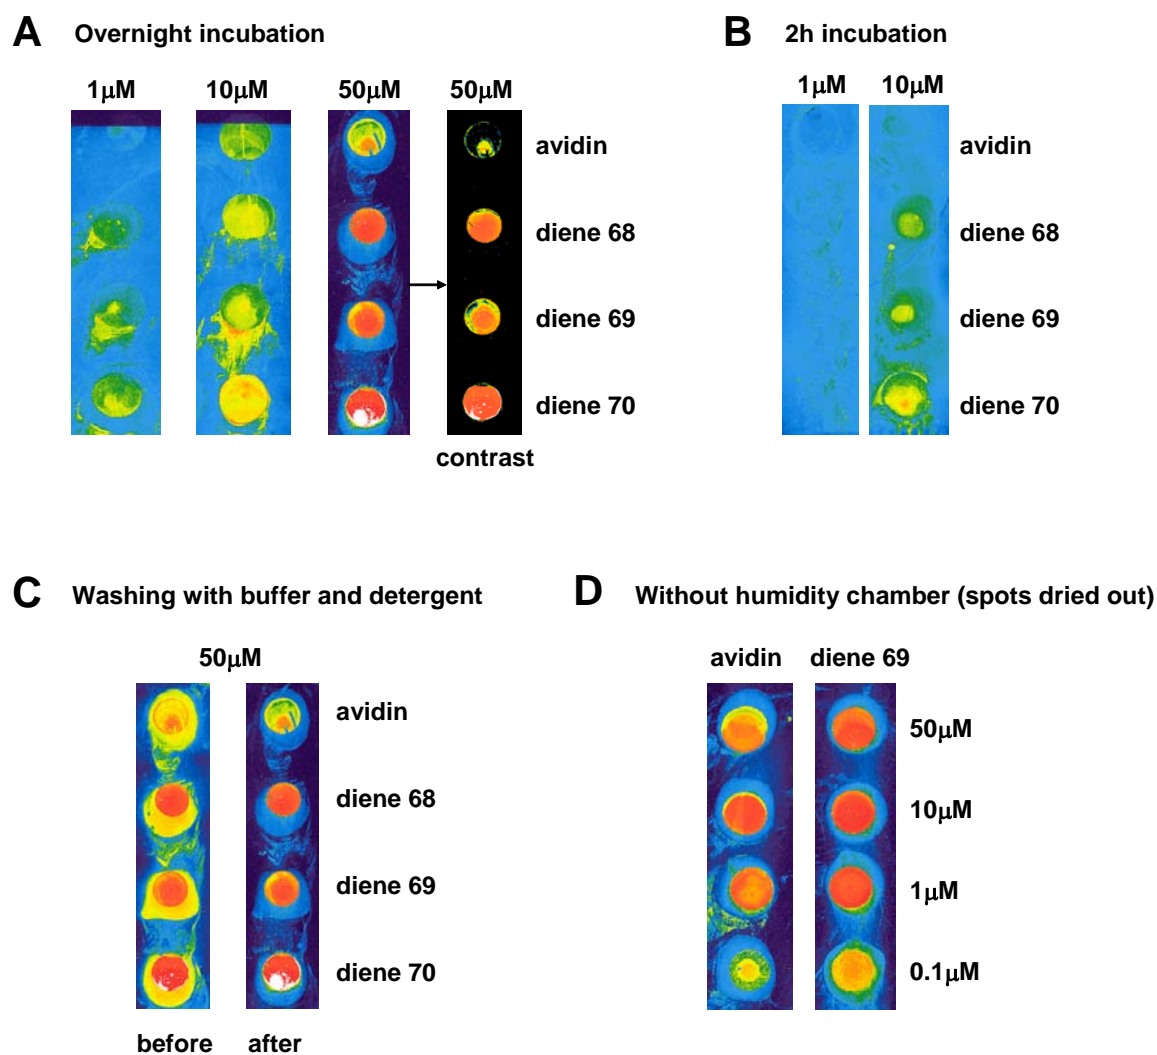 A Overnight incubation
1μM 10μM 50μM 50μM
avidin
diene 68
diene 69
diene 70
contrast
B 2h incubation
1μM 10μM
avidin
diene 68
diene 69
diene 70
C Washing with buffer and detergent
50μM
avidin
diene 68
diene 69
diene 70
before after
D Without humidity chamber (spots dried out)
avidin diene 69
50μM
10μM
1μM
0.1μM